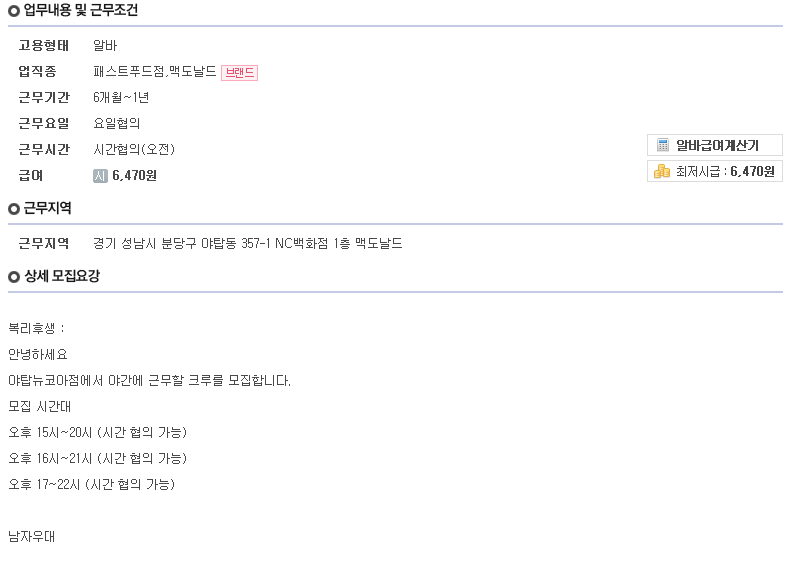 업무내용 및 근무조건
고용형태 알바
업직종 패스트푸드점,맥도날드 브랜드
근무기간 6개월~1년
근무요일 요일협의
근무시간 시간협의(오전)
알바급여계산기
급여 시 6,470원
최저시급 : 6,470원
근무지역
근무지역 경기 성남시 분당구 야탑동 357-1 NC백화점 1층 맥도날드
상세 모집요강
복리후생 :
안녕하세요
야탑뉴코아점에서 야간에 근무할 크루를 모집합니다.
모집 시간대
오후 15시~20시 (시간 협의 가능)
오후 16시~21시 (시간 협의 가능)
오후 17~22시 (시간 협의 가능)
남자우대